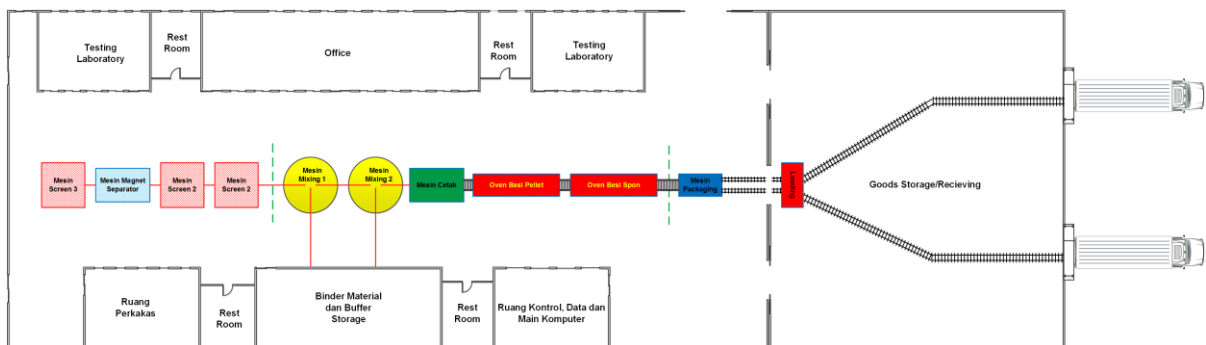 Testing
Laboratory
Rest
Room
Office
Rest
Room
Testing
Laboratory
Mesin
Screen 3
Mesin Magnet
Separator
Mesin
Screen 2
Mesin
Screen 2
Mesin
Mixing 1
Mesin
Mixing 2
Mesin Cetak
Oven Besi Pellet
Oven Besi Spon
Mesin
Packaging
Loading
Goods Storage/Recieving
Ruang
Perkakas
Rest
Room
Binder Material
dan Buffer
Storage
Rest
Room
Ruang Kontrol, Data dan
Main Komputer